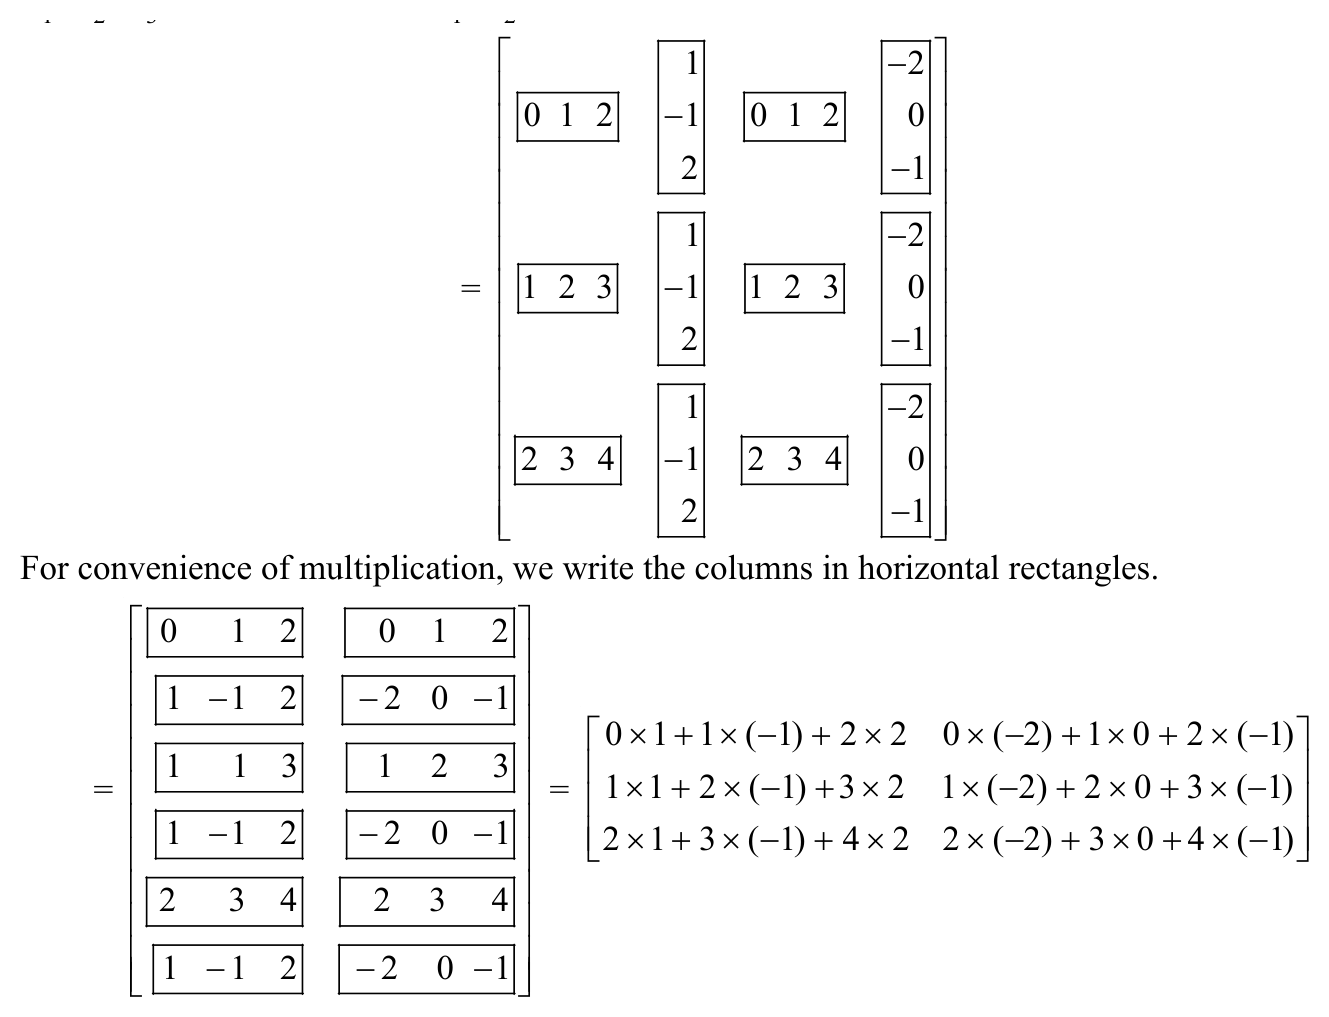 1 −2
0 1 2 −1 0 1 2 0
2 −1
1 −2
= 1 2 3 −1 1 2 3 0
2 −1
1 −2
2 3 4 −1 2 3 4 0
2 −1
For convenience of multiplication, we write the columns in horizontal rectangles.
0 1 2 0 1 2
1 −1 2 −2 0 −1
1 1 3 1 2 3
1 −1 2 −2 0 −1
2 3 4 2 3 4
1 −1 2 −2 0 −1
= =
0×1+1×(−1)+2×2 0×(−2)+1×0+2×(−1)
1×1+2×(−1)+3×2 1×(−2)+2×0+3×(−1)
2×1+3×(−1)+4×2 2×(−2)+3×0+4×(−1)